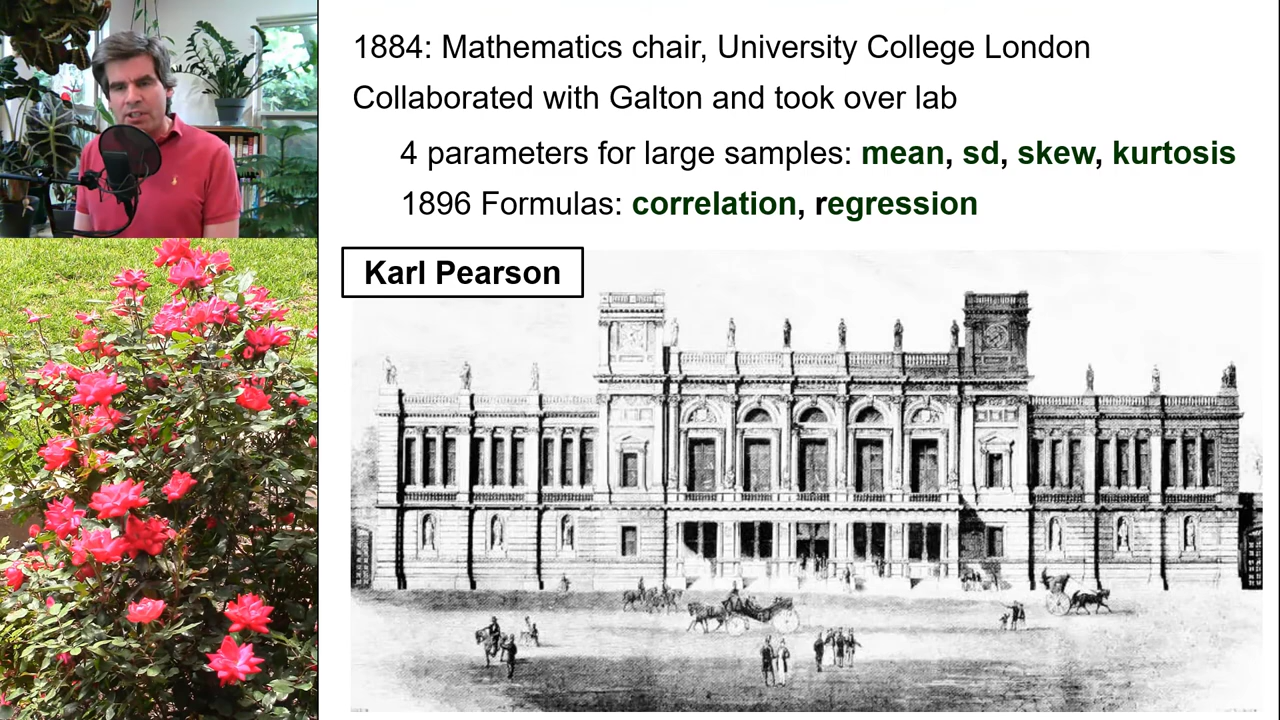 1884: Mathematics chair, University College London
Collaborated with Galton and took over lab
4 parameters for large samples: mean, sd, skew, kurtosis
1896 Formulas: correlation, regression
Karl Pearson